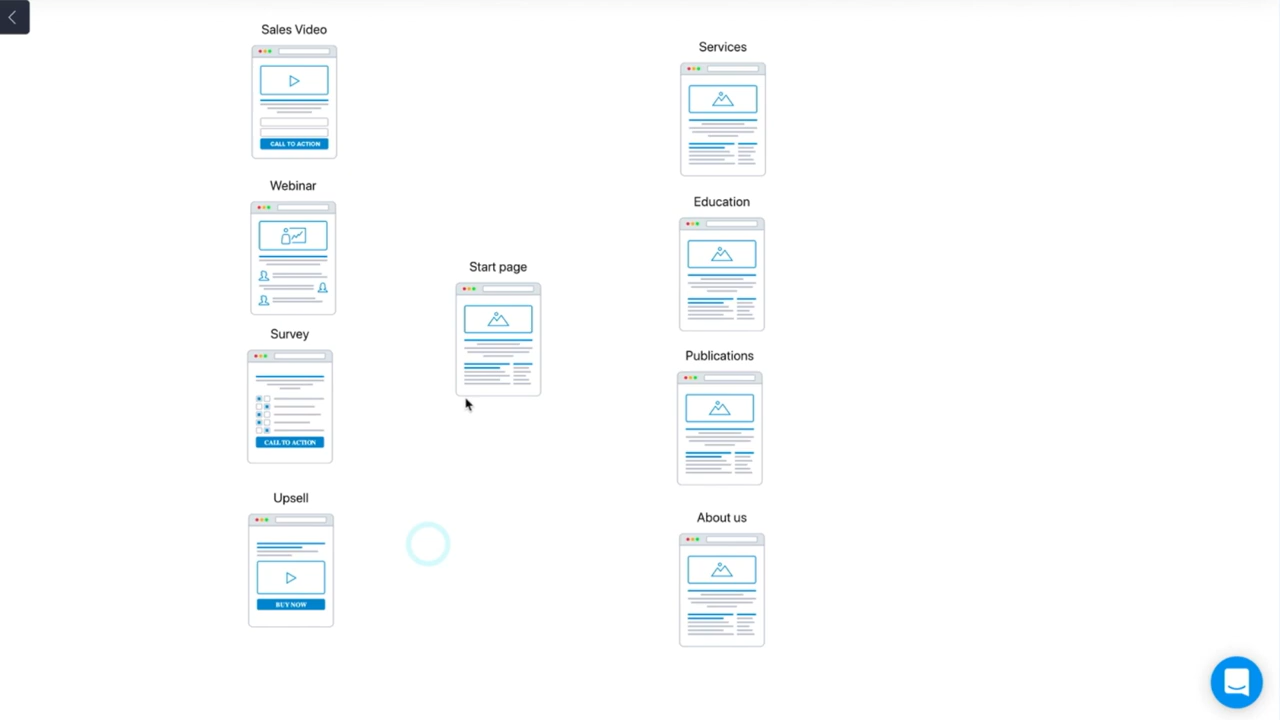 Sales Video
CALL TO ACTION
Webinar
Survey
CALL TO ACTION
Upsell
BUY NOW
Start page
Services
Education
Publications
About us